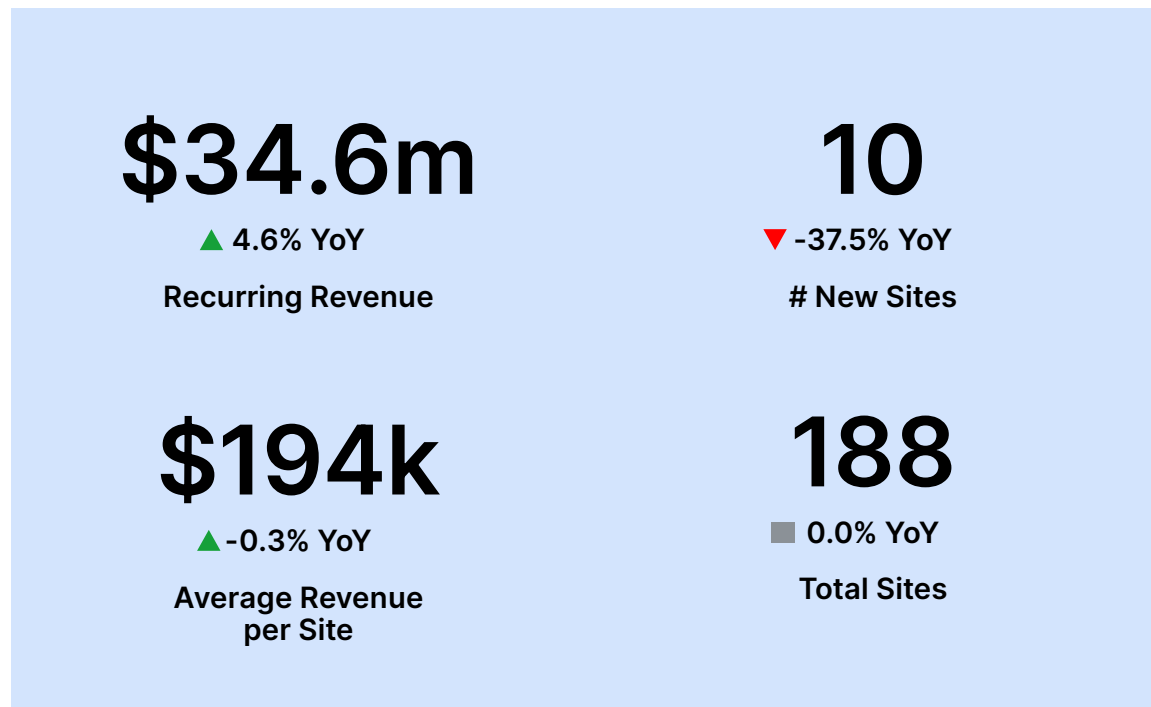 $34.6m
4.6% YoY
Recurring Revenue
10
-37.5% YoY
# New Sites
$194k
-0.3% YoY
Average Revenue
per Site
188
0.0% YoY
Total Sites